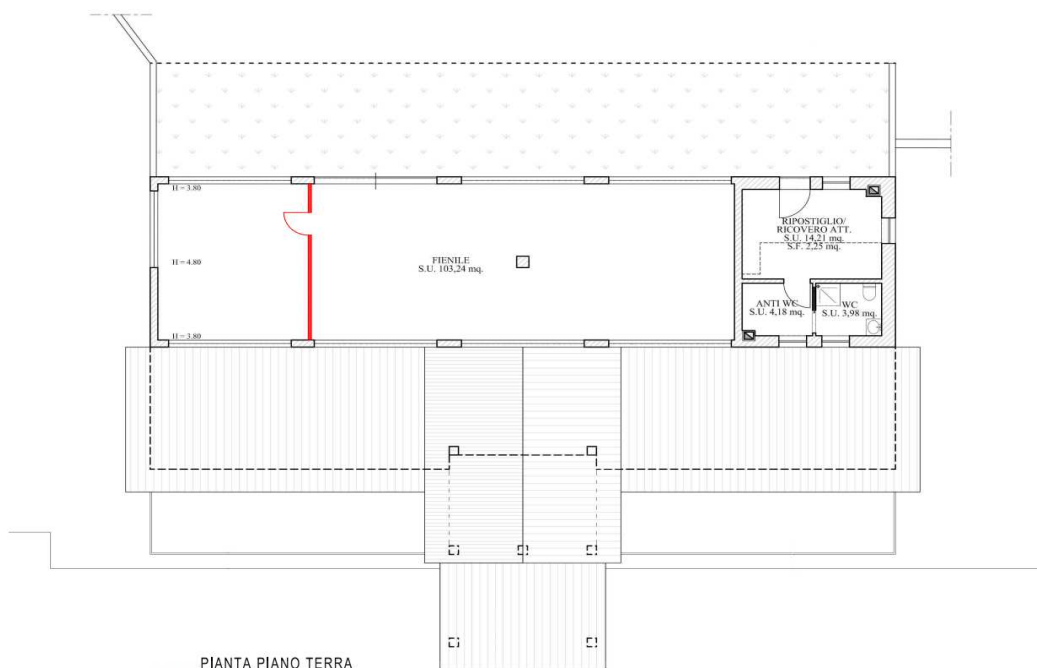 H = 3.80
RIPOSTIGLIO/
RICOVERO ATT.
S.U. 14,21 mq.
S.F. 2,25 mq.
H = 4.80
FIENILE
S.U. 103,24 mq.
ANTI WC
S.U. 4,18 mq.
WC
S.U. 3,98 mq.
H = 3.80
PIANTA PIANO TERRA